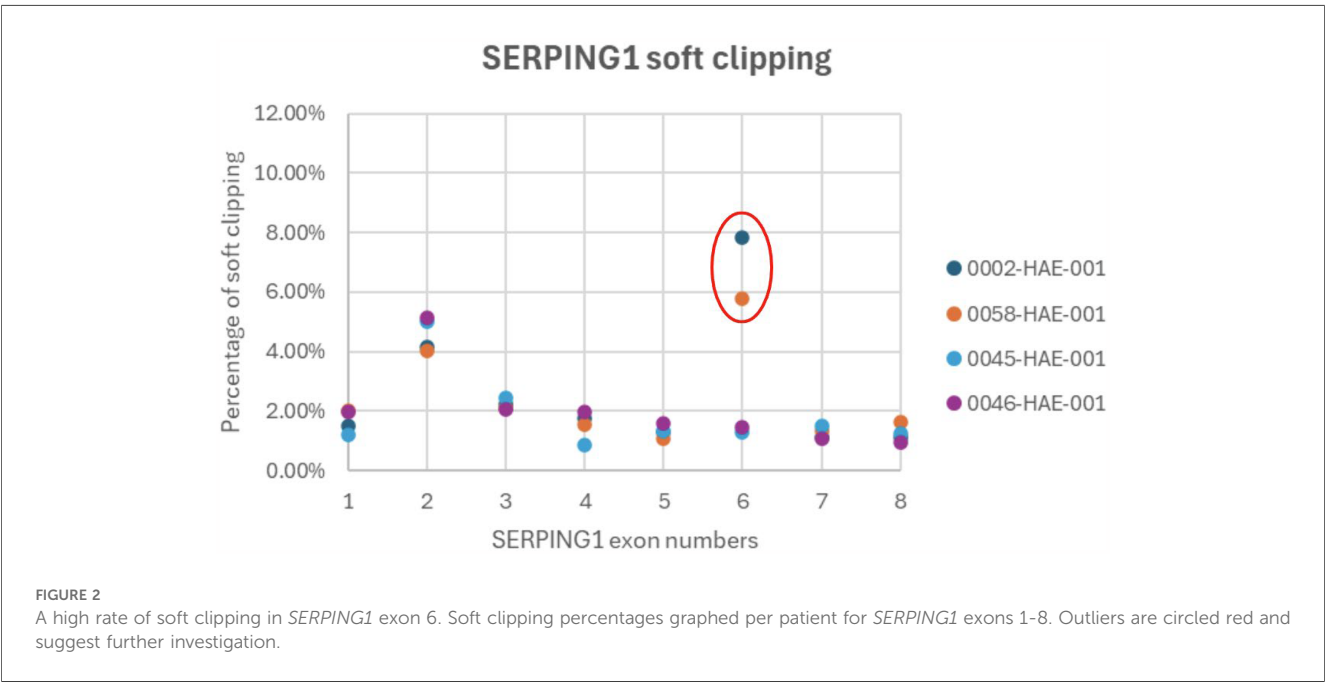 SERPING1 soft clipping
12.00%
10.00%
8.00%
6.00%
4.00%
2.00%
0.00%
Percentage of soft clipping
1 2 3 4 5 6 7 8
SERPING1 exon numbers
0002-HAE-001
0058-HAE-001
0045-HAE-001
0046-HAE-001
FIGURE 2
A high rate of soft clipping in SERPING1 exon 6. Soft clipping percentages graphed per patient for SERPING1 exons 1-8. Outliers are circled red and
suggest further investigation.